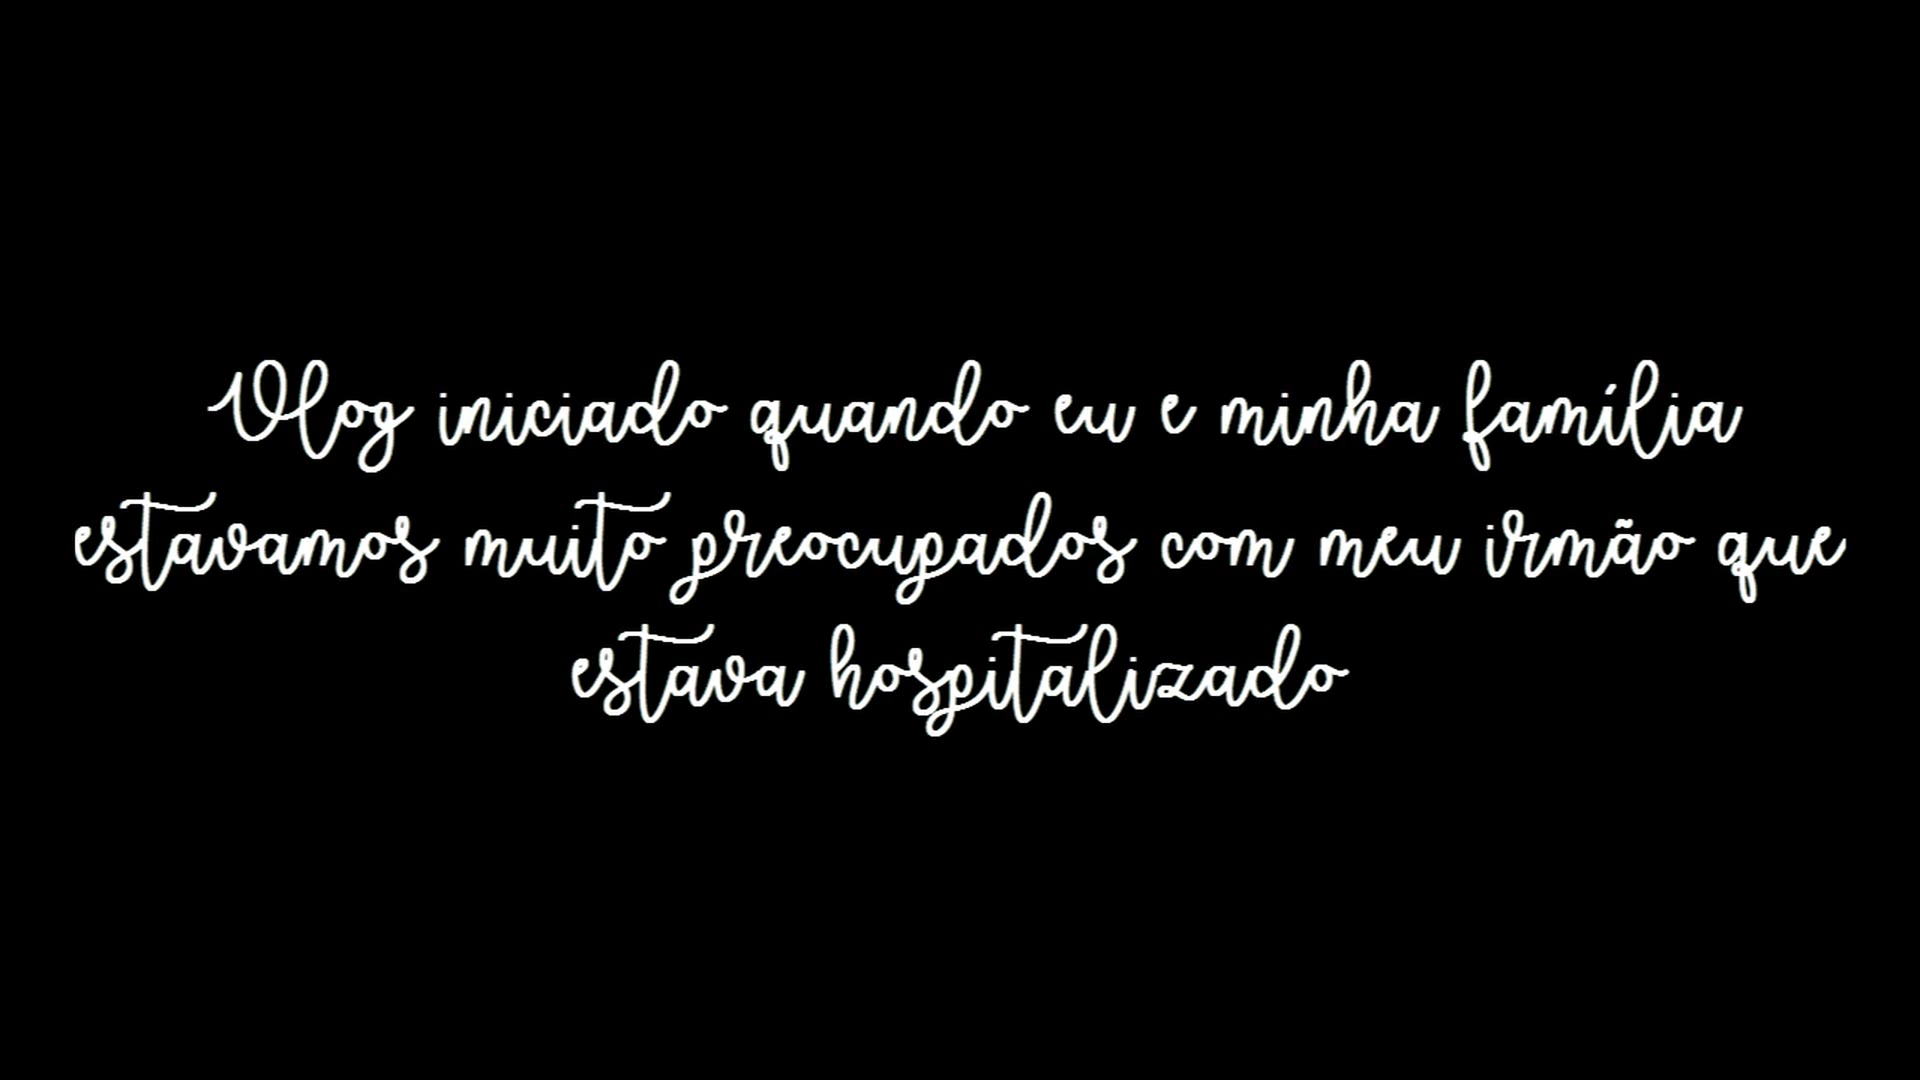 Vlog iniciado quando eu e minha família
estavamos muito preocupados com meu irmão que
estava hospitalizado